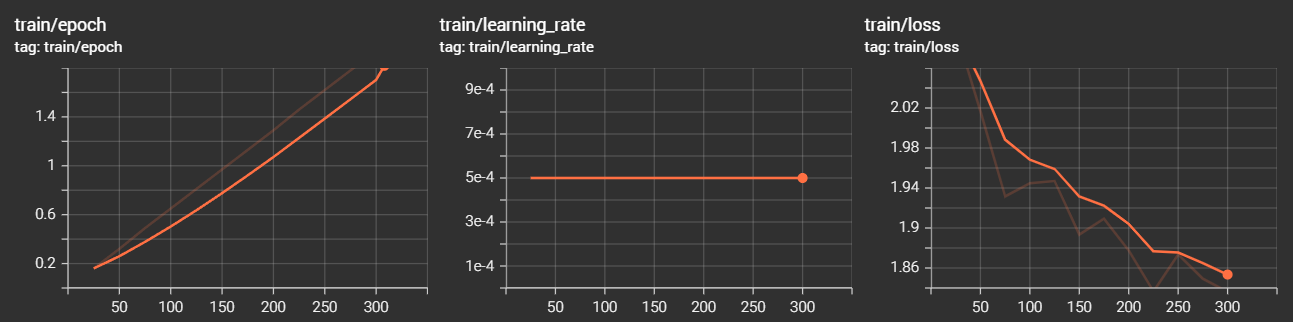 train/epoch
tag: train/epoch
1.4
1
0.6
0.2
50 100 150 200 250 300
train/learning_rate
tag: train/learning_rate
9e-4
7e-4
5e-4
3e-4
1e-4
50 100 150 200 250 300
train/loss
tag: train/loss
2.02
1.98
1.94
1.9
1.86
50 100 150 200 250 300